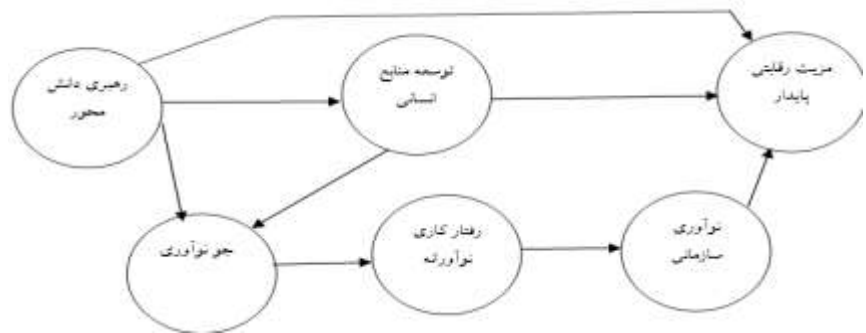 رهبری دانش
محور
توسعه منابع
انسانی
مزیت رقابتی
پایدار
جو نوآوری
رفتار کاری
نوآورانه
نوآوری
سازمانی